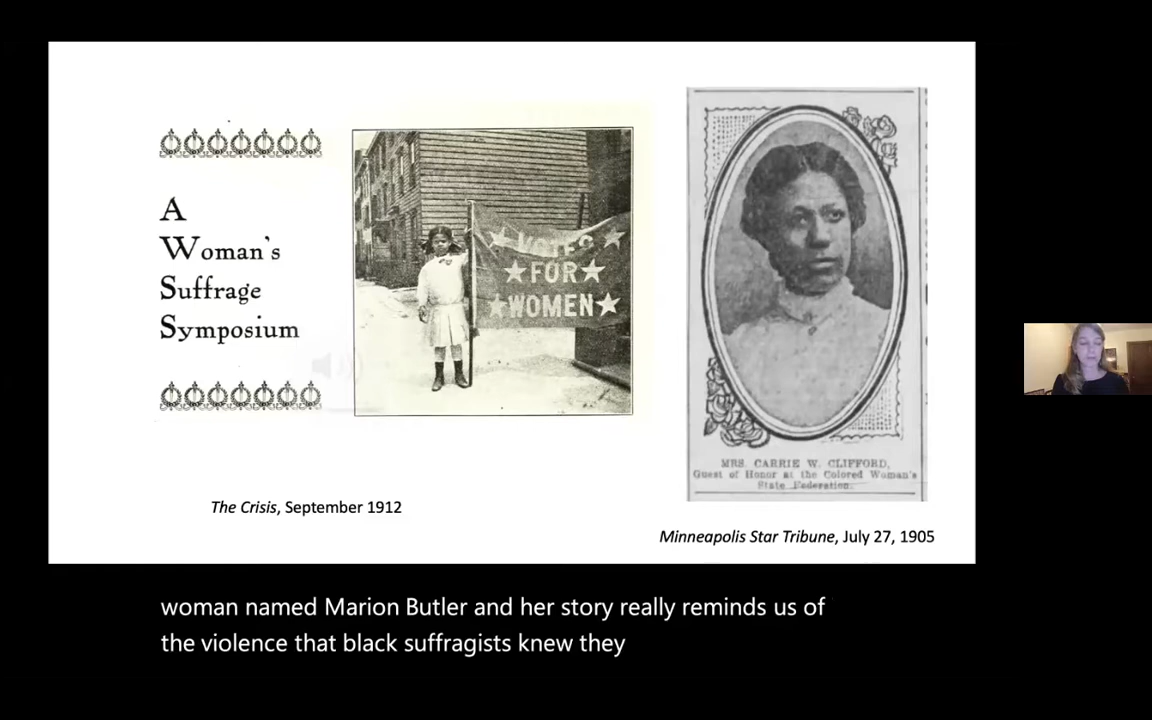 A
Woman's
Suffrage
Symposium
VOTES
FOR
WOMEN
MRS. CARRIE W. CLIFFORD,
Guest of Honor at the Colored Woman's
State Federation.
The Crisis, September 1912
Minneapolis Star Tribune, July 27, 1905
woman named Marion Butler and her story really reminds us of
the violence that black suffragists knew they